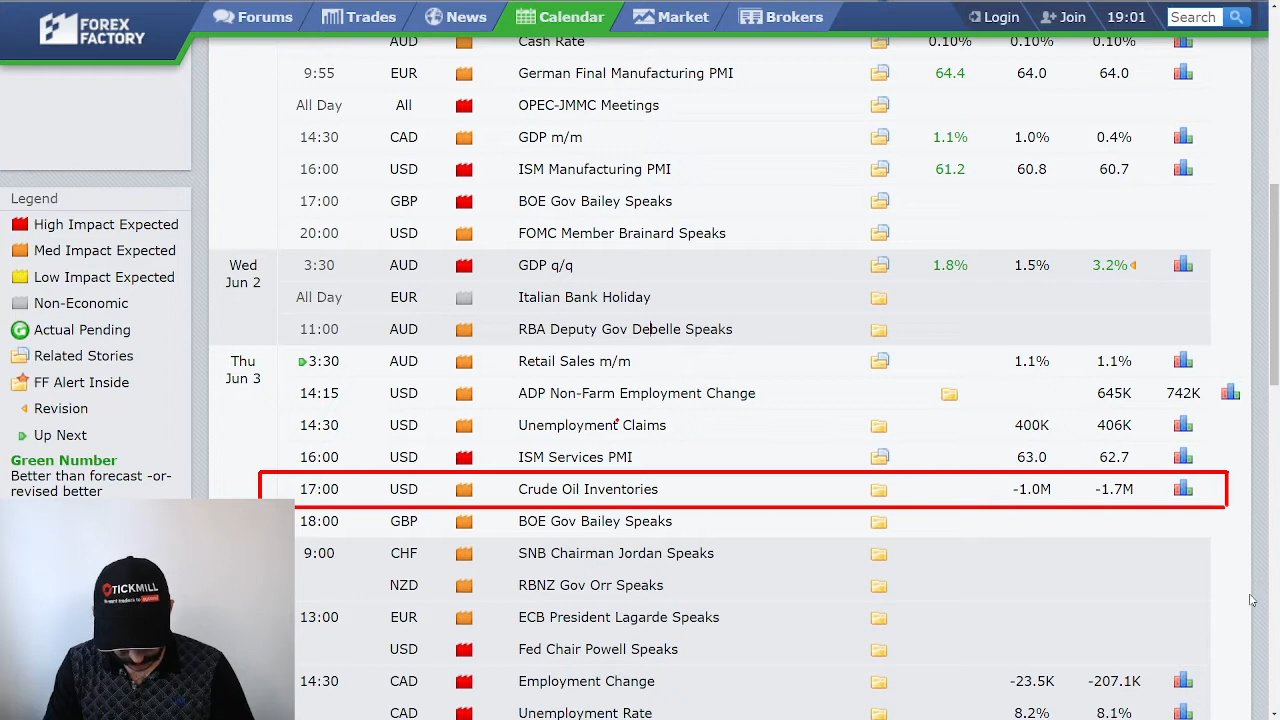 FOREX FACTORY
Forums Trades News Calendar Market Brokers Login Join 19:01 Search
AUD Cash Rate 0.10% 0.10% 0.10%
9:55 EUR German Final Manufacturing PMI 64.4 64.0 64.0
All Day All OPEC-JMMC Meetings
14:30 CAD GDP m/m 1.1% 1.0% 0.4%
16:00 USD ISM Manufacturing PMI 61.2 60.8 60.7
17:00 GBP BOE Gov Bailey Speaks
20:00 USD FOMC Member Brainard Speaks
Wed Jun 2 3:30 AUD GDP q/q 1.8% 1.5% 3.2%
All Day EUR Italian Bank Holiday
11:00 AUD RBA Deputy Gov Debelle Speaks
Thu Jun 3 3:30 AUD Retail Sales m/m 1.1% 1.1%
14:15 USD ADP Non-Farm Employment Change 645K 742K
14:30 USD Unemployment Claims 400K 406K
16:00 USD ISM Services PMI 63.0 62.7
17:00 USD Crude Oil Inventories -1.0M -1.7M
18:00 GBP BOE Gov Bailey Speaks
9:00 CHF SNB Chairman Jordan Speaks
NZD RBNZ Gov Orr Speaks
13:00 EUR ECB President Lagarde Speaks
USD Fed Chair Powell Speaks
14:30 CAD Employment Change -23.5K -207.1K
CAD Unemployment Rate 8.2% 8.1%
Legend
High Impact Expected
Med Impact Expected
Low Impact Expected
Non-Economic
Actual Pending
Related Stories
FF Alert Inside
Revision
Up Next
Green Number
Better than forecast -or-
revised better
TICKMILL